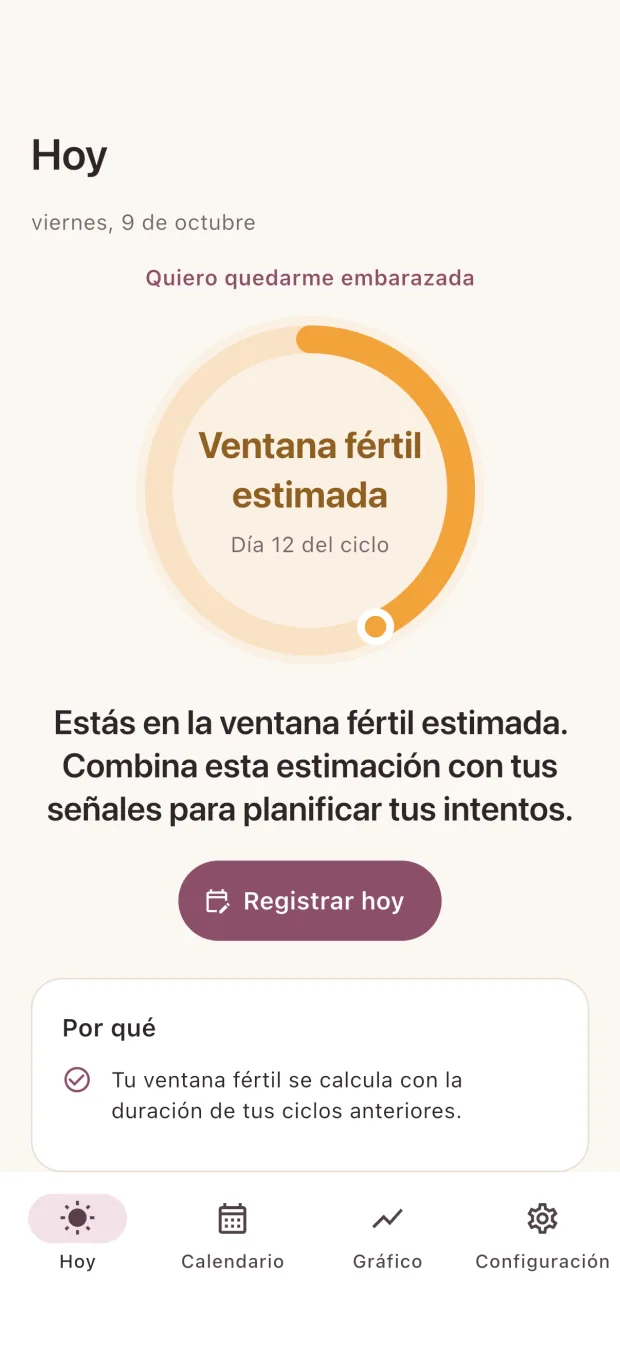 Hoy
viernes, 9 de octubre
Quiero quedarme embarazada
Ventana fértil
estimada
Día 12 del ciclo
Estás en la ventana fértil estimada.
Combina esta estimación con tus
señales para planificar tus intentos.
Registrar hoy
Por qué
Tu ventana fértil se calcula con la
duración de tus ciclos anteriores.
Hoy
Calendario
Gráfico
Configuración